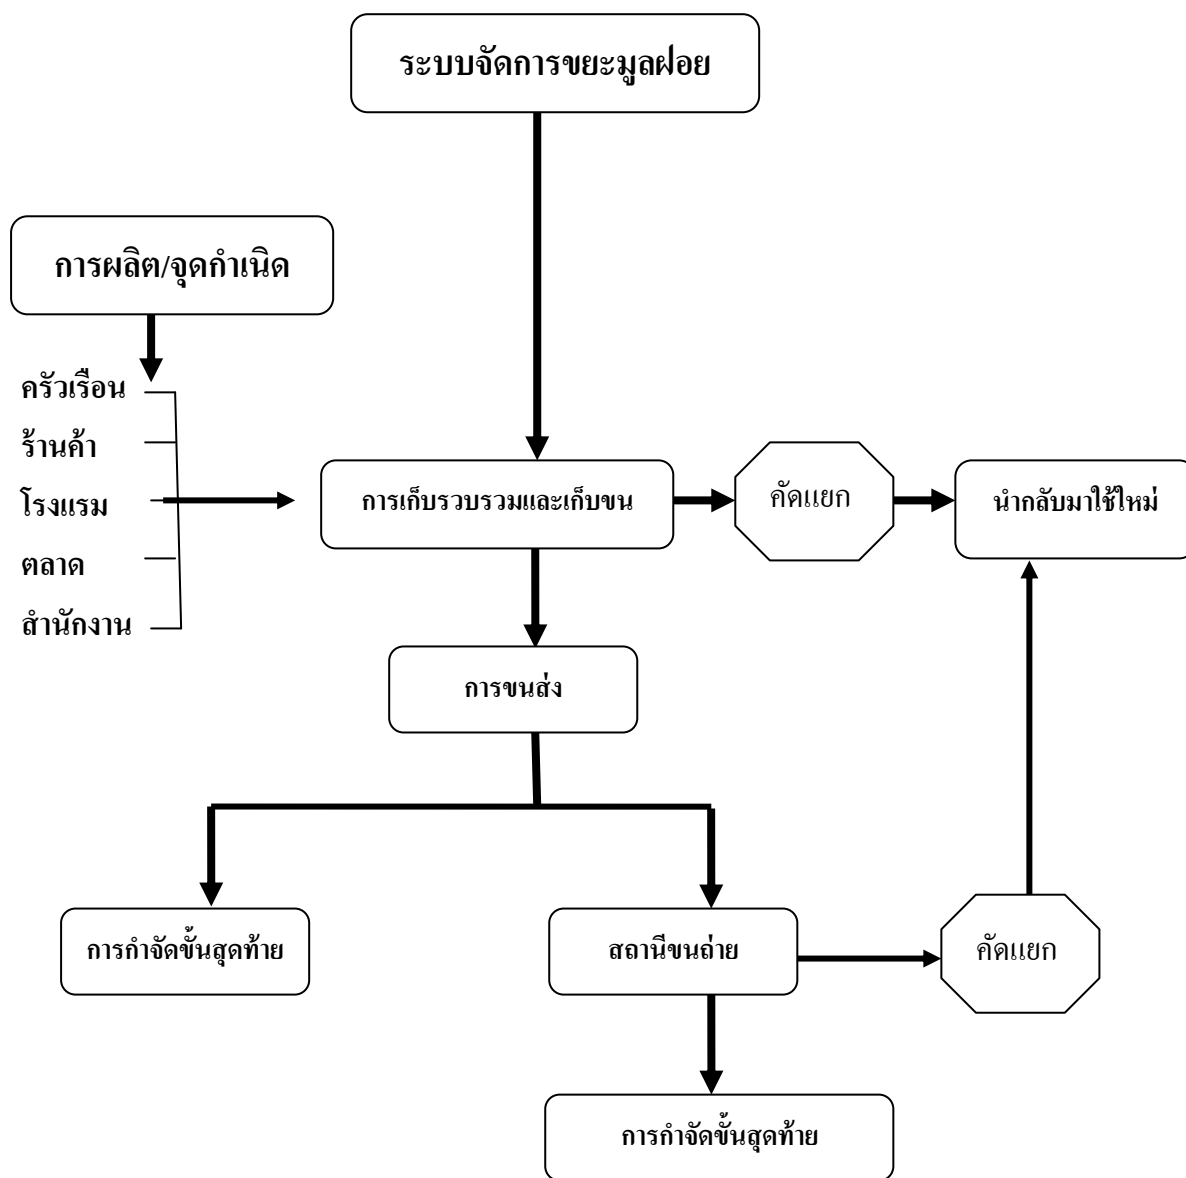 ระบบจัดการขยะมูลฝอย
การผลิต/จุดกำเนิด
ครัวเรือน
ร้านค้า
โรงแรม
ตลาด
สำนักงาน
การเก็บรวบรวมและเก็บขน
คัดแยก
นำกลับมาใช้ใหม่
การขนส่ง
การกำจัดขั้นสุดท้าย
สถานีขนถ่าย
คัดแยก
การกำจัดขั้นสุดท้าย